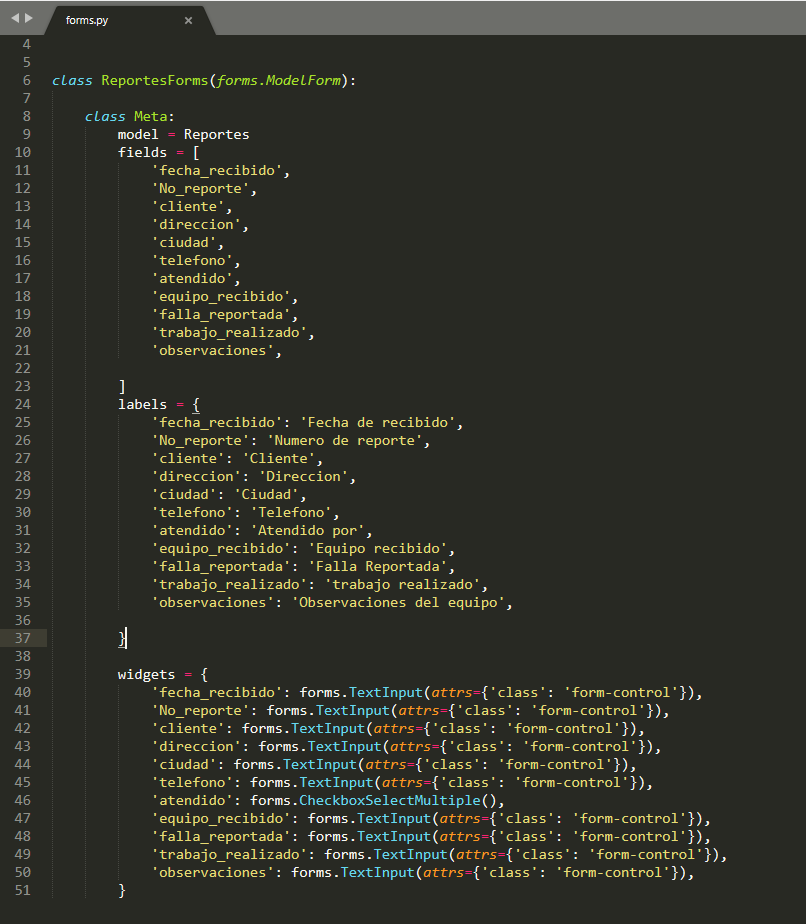 forms.py ×
4
5
6 class ReportesForms(forms.ModelForm):
7
8     class Meta:
9         model = Reportes
10         fields = [
11             'fecha_recibido',
12             'No_reporte',
13             'cliente',
14             'direccion',
15             'ciudad',
16             'telefono',
17             'atendido',
18             'equipo_recibido',
19             'falla_reportada',
20             'trabajo_realizado',
21             'observaciones',
22
23         ]
24         labels = {
25             'fecha_recibido': 'Fecha de recibido',
26             'No_reporte': 'Numero de reporte',
27             'cliente': 'Cliente',
28             'direccion': 'Direccion',
29             'ciudad': 'Ciudad',
30             'telefono': 'Telefono',
31             'atendido': 'Atendido por',
32             'equipo_recibido': 'Equipo recibido',
33             'falla_reportada': 'Falla Reportada',
34             'trabajo_realizado': 'trabajo realizado',
35             'observaciones': 'Observaciones del equipo',
36
37         }
38
39         widgets = {
40             'fecha_recibido': forms.TextInput(attrs={'class': 'form-control'}),
41             'No_reporte': forms.TextInput(attrs={'class': 'form-control'}),
42             'cliente': forms.TextInput(attrs={'class': 'form-control'}),
43             'direccion': forms.TextInput(attrs={'class': 'form-control'}),
44             'ciudad': forms.TextInput(attrs={'class': 'form-control'}),
45             'telefono': forms.TextInput(attrs={'class': 'form-control'}),
46             'atendido': forms.CheckboxSelectMultiple(),
47             'equipo_recibido': forms.TextInput(attrs={'class': 'form-control'}),
48             'falla_reportada': forms.TextInput(attrs={'class': 'form-control'}),
49             'trabajo_realizado': forms.TextInput(attrs={'class': 'form-control'}),
50             'observaciones': forms.TextInput(attrs={'class': 'form-control'}),
51         }